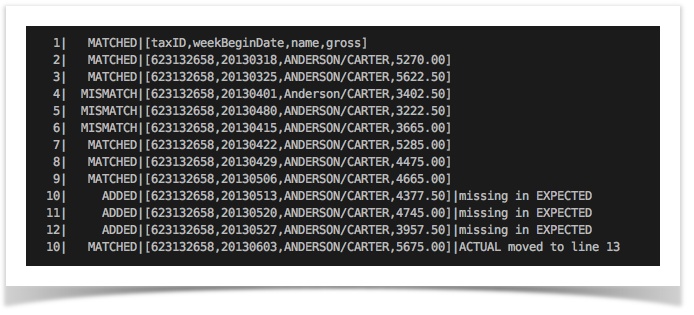 1|   MATCHED|[taxID,weekBeginDate,name,gross]
2|   MATCHED|[623132658,20130318,ANDERSON/CARTER,5270.00]
3|   MATCHED|[623132658,20130325,ANDERSON/CARTER,5622.50]
4|  MISMATCH|[623132658,20130401,Anderson/CARTER,3402.50]
5|  MISMATCH|[623132658,20130480,ANDERSON/CARTER,3222.50]
6|  MISMATCH|[623132658,20130415,ANDERSON/CARTER,3665.00]
7|   MATCHED|[623132658,20130422,ANDERSON/CARTER,5285.00]
8|   MATCHED|[623132658,20130429,ANDERSON/CARTER,4475.00]
9|   MATCHED|[623132658,20130506,ANDERSON/CARTER,4665.00]
10|     ADDED|[623132658,20130513,ANDERSON/CARTER,4377.50]|missing in EXPECTED
11|     ADDED|[623132658,20130520,ANDERSON/CARTER,4745.00]|missing in EXPECTED
12|     ADDED|[623132658,20130527,ANDERSON/CARTER,3957.50]|missing in EXPECTED
10|   MATCHED|[623132658,20130603,ANDERSON/CARTER,5675.00]|ACTUAL moved to line 13